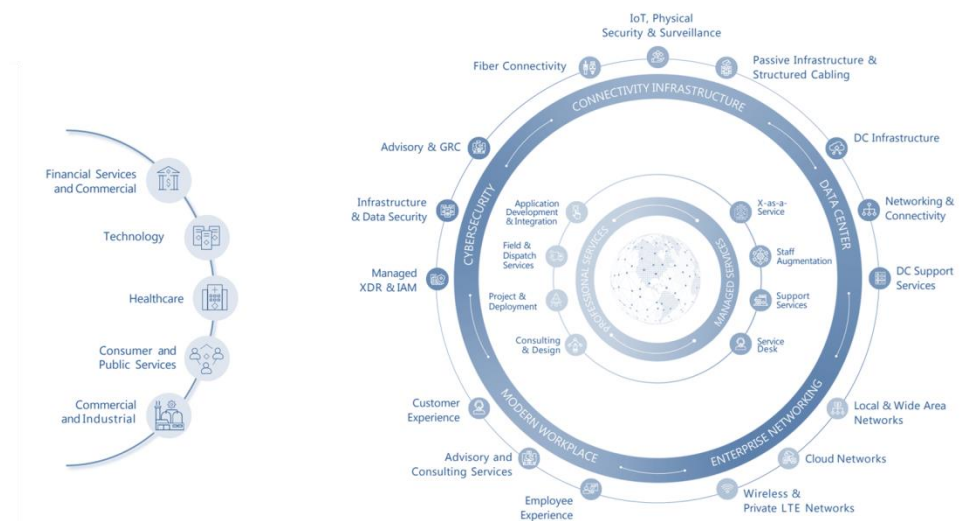 Financial Services
and Commercial
Technology
Healthcare
Consumer and
Public Services
Commercial
and Industrial
IoT, Physical
Security & Surveillance
Fiber Connectivity
Passive Infrastructure &
Structured Cabling
CONNECTIVITY INFRASTRUCTURE
Advisory & GRC
DC Infrastructure
Infrastructure
& Data Security
CYBERSECURITY
DATA CENTER
Networking &
Connectivity
Managed
XDR & IAM
DC Support
Services
Application
Development
& Integration
Field &
Dispatch
Services
Project &
Deployment
Consulting
& Design
PROFESSIONAL SERVICES
MANAGED SERVICES
X-as-a-
Service
Staff
Augmentation
Support
Services
Service
Desk
Customer
Experience
MODERN WORKPLACE
ENTERPRISE NETWORKING
Local & Wide Area
Networks
Advisory and
Consulting Services
Cloud Networks
Employee
Experience
Wireless &
Private LTE Networks